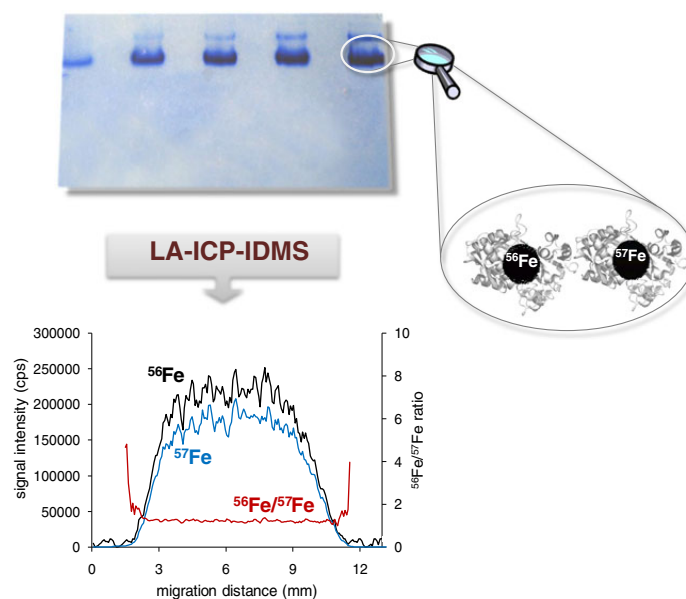 ⁵⁶Fe ⁵⁷Fe
LA-ICP-IDMS
300000
250000
200000
150000
100000
50000
0
signal intensity (cps)
10
8
6
4
2
0
⁵⁶Fe/⁵⁷Fe ratio
⁵⁶Fe
⁵⁷Fe
⁵⁶Fe/⁵⁷Fe
0 3 6 9 12
migration distance (mm)